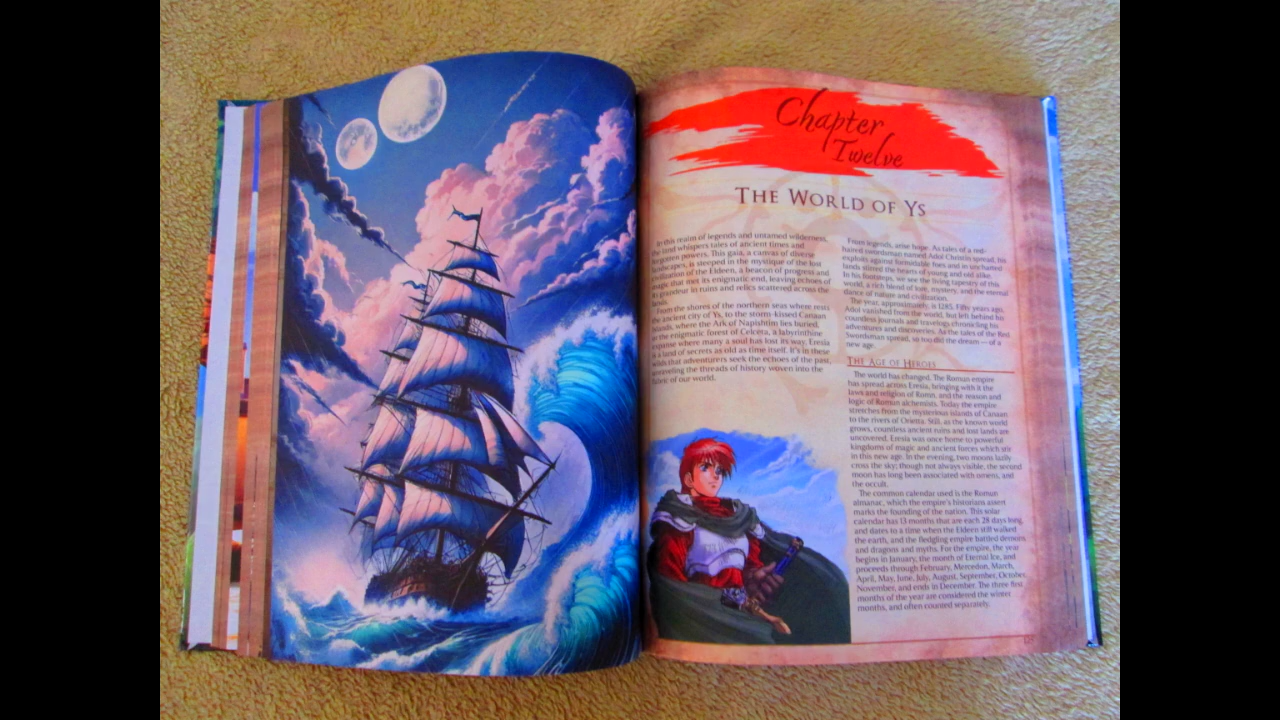 Chapter
Twelve
THE WORLD OF YS
In this realm of legends and untamed wilderness,
the land whispers tales of ancient times and
forgotten powers. This gaia, a canvas of diverse
landscapes, is steeped in the mystique of the lost
civilization of the Eldeen, a beacon of progress and
magic that met its enigmatic end, leaving echoes of
its grandeur in ruins and relics scattered across the
lands.
From the shores of the northern seas where rests
the ancient city of Ys, to the storm-kissed Canaan
Islands, where the Ark of Napishtim lies buried,
to the enigmatic forest of Celceta, a labyrinthine
expanse where many a soul has lost its way, Eresia
is a land of secrets as old as time itself. It's in these
wilds that adventurers seek the echoes of the past,
unraveling the threads of history woven into the
fabric of our world.
From legends, arise hope. As tales of a red-
haired swordsman named Adol Christin spread, his
exploits against formidable foes and in uncharted
lands stirred the hearts of young and old alike.
In his footsteps, we see the living tapestry of this
world, a rich blend of lore, mystery, and the eternal
dance of nature and civilization.
The year, approximately, is 1285. Fifty years ago,
Adol vanished from the world, but left behind his
countless journals and travelogs chronicling his
adventures and discoveries. As the tales of the Red
Swordsman spread, so too did the dream — of a
new age.
THE AGE OF HEROES
The world has changed. The Romun empire
has spread across Eresia, bringing with it the
laws and religion of Romn, and the reason and
logic of Romun alchemists. Today the empire
stretches from the mysterious islands of Canaan
to the rivers of Orietta. Still, as the known world
grows, countless ancient ruins and lost lands are
uncovered. Eresia was once home to powerful
kingdoms of magic and ancient forces which stir
in this new age. In the evening, two moons lazily
cross the sky; though not always visible, the second
moon has long been associated with omens, and
the occult.
The common calendar used is the Romun
almanac, which the empire's historians assert
marks the founding of the nation. This solar
calendar has 13 months that are each 28 days long,
and dates to a time when the Eldeen still walked
the earth, and the fledgling empire battled demons
and dragons and myths. For the empire, the year
begins in January, the month of Eternal Ice, and
proceeds through February, Mercedon, March,
April, May, June, July, August, September, October,
November, and ends in December. The three first
months of the year are considered the winter
months, and often counted separately.